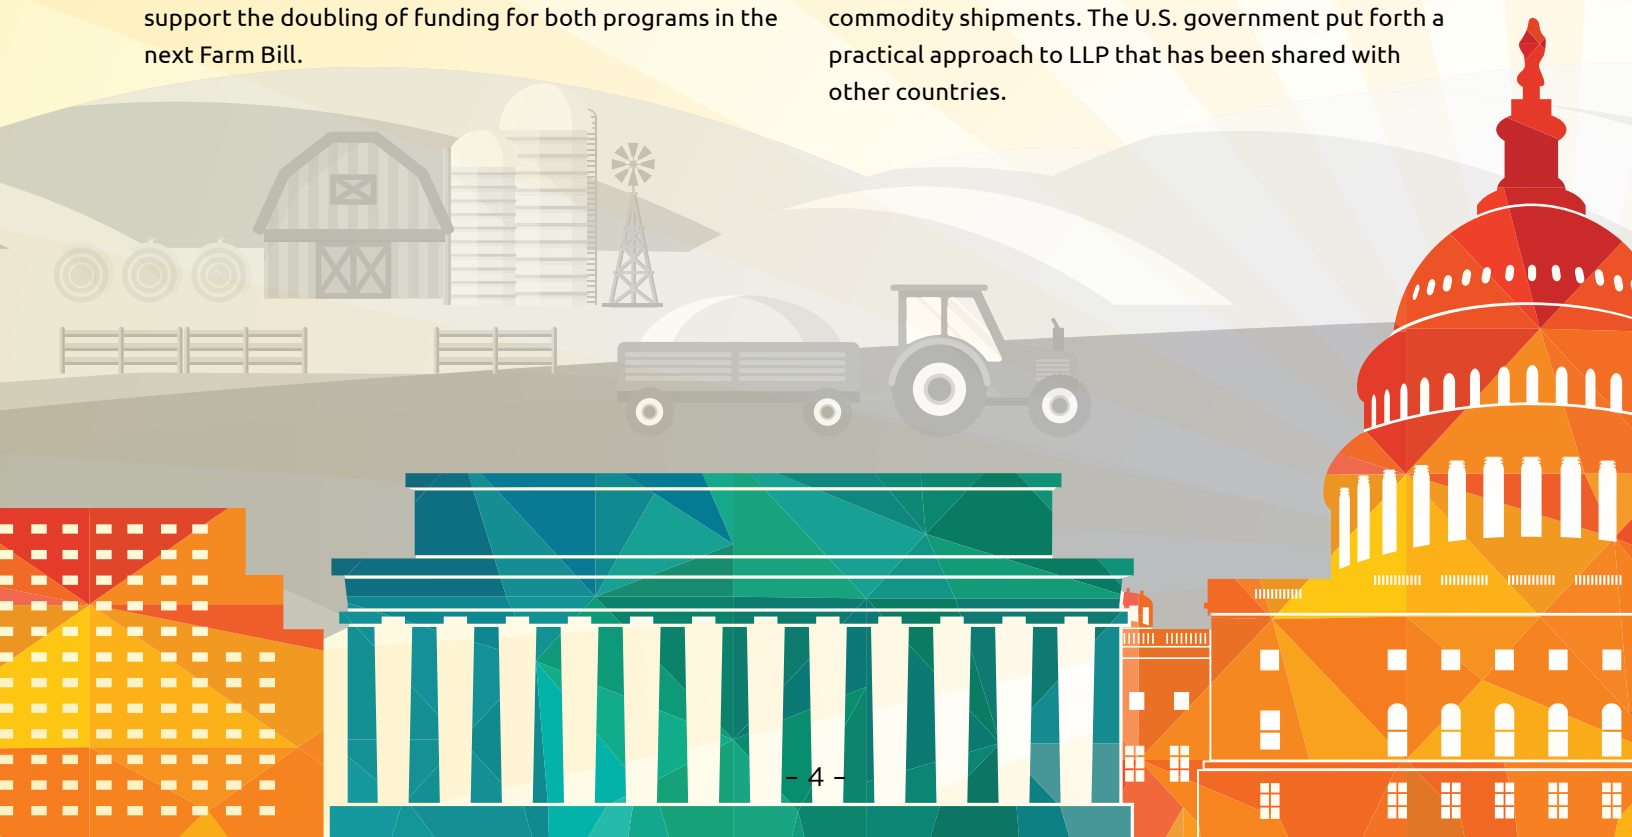 support the doubling of funding for both programs in the
next Farm Bill.
commodity shipments. The U.S. government put forth a
practical approach to LLP that has been shared with
other countries.
- 4 -